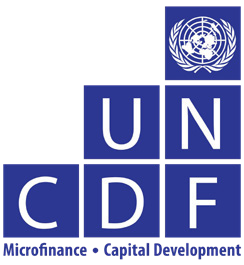 UN
CDF
Microfinance • Capital Development